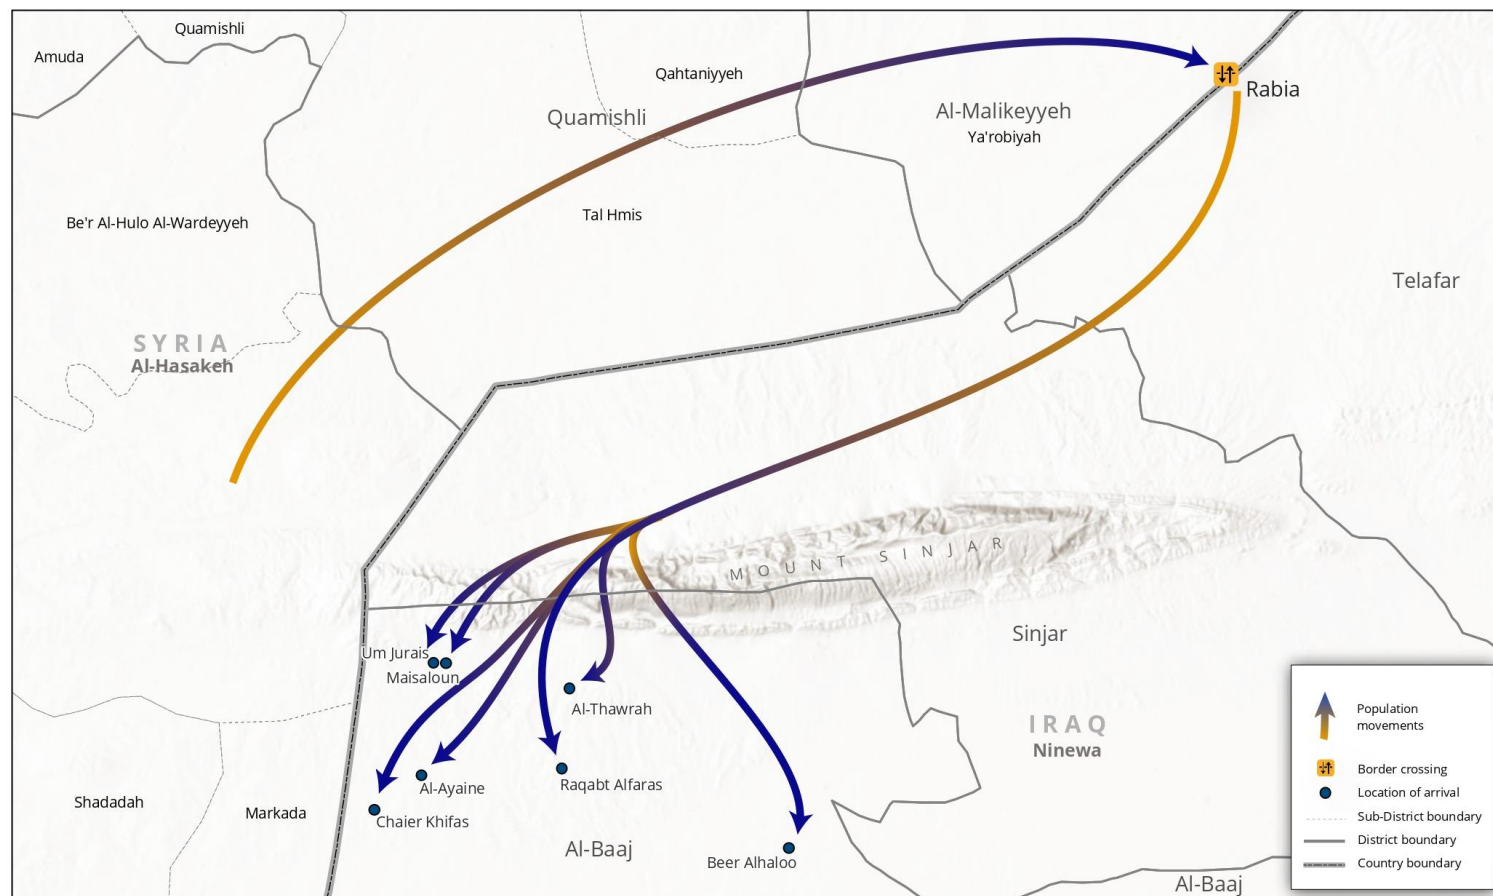 Quamishli
Amuda
Qahtaniyyeh
Rabia
Quamishli
Al-Malikeyyeh
Ya'robiyah
Tal Hmis
Be'r Al-Hulo Al-Wardeyyeh
Telafar
SYRIA
Al-Hasakeh
MOUNT SINJAR
Sinjar
Um Jurais
Maisaloun
Al-Thawrah
IRAQ
Ninewa
Raqabt Alfaras
Al-Ayaine
Shadadah
Markada
Chaier Khifas
Al-Baaj
Beer Alhaloo
Al-Baaj
Population
movements
Border crossing
Location of arrival
Sub-District boundary
District boundary
Country boundary